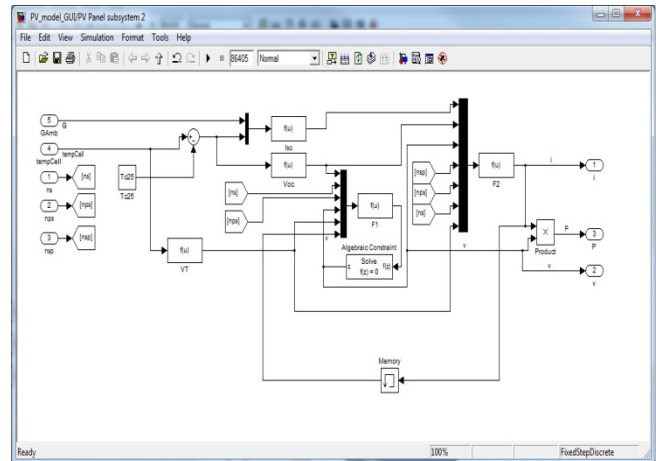 PV_model_GUI/PV Panel subsystem 2
File Edit View Simulation Format Tools Help
86405 Normal
5 G
GAmb
4 tempCell
tempCell
1 [ns]
ns
2 [nps]
nps
3 [nsp]
nsp
Tc25
Tc25
+
-
f(u)
Isc
f(u)
Voc
[ns]
[nps]
v
f(u)
F1
Algebraic Constraint
z Solve f(z)
f(z) = 0
f(u)
VT
[nsp]
[nps]
[ns]
v
f(u)
F2
i 1
i
X
Product
P 3
P
v 2
v
Memory
Ready 100% FixedStepDiscrete